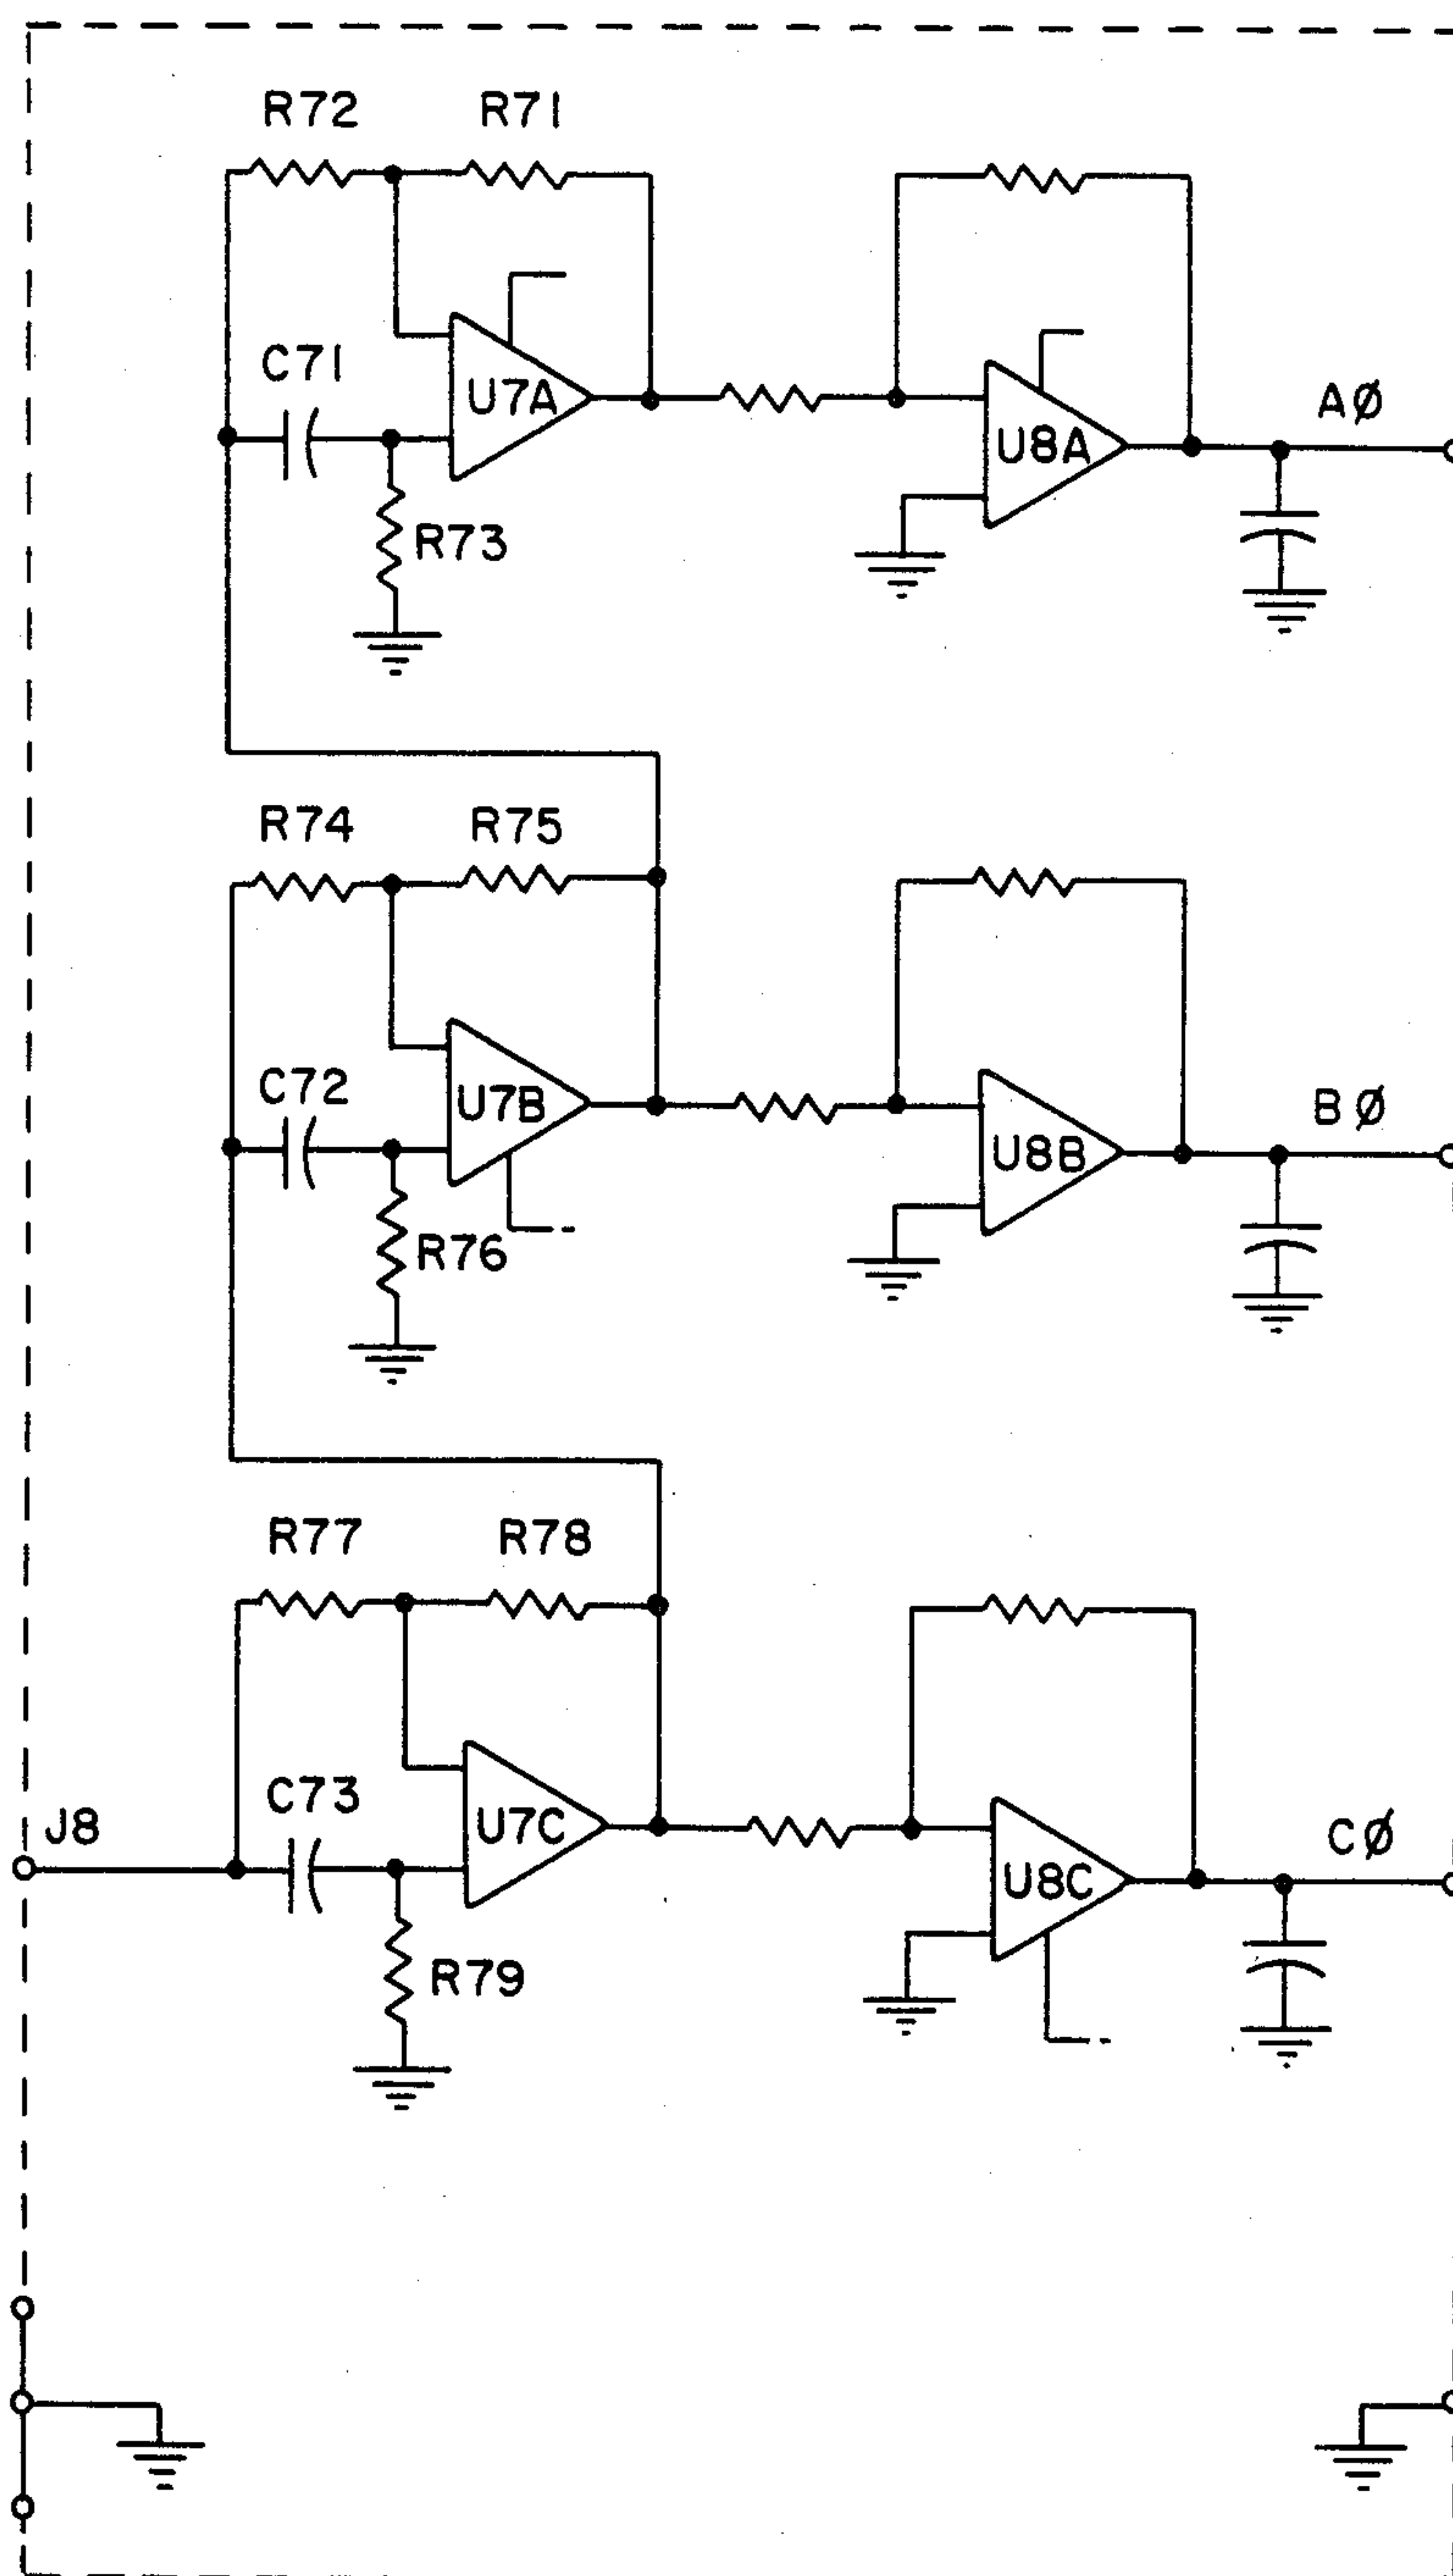 R72 R71
C71
U7A
U8A
AØ
R73
R74 R75
C72
U7B
U8B
BØ
R76
R77 R78
C73
J8
U7C
U8C
CØ
R79